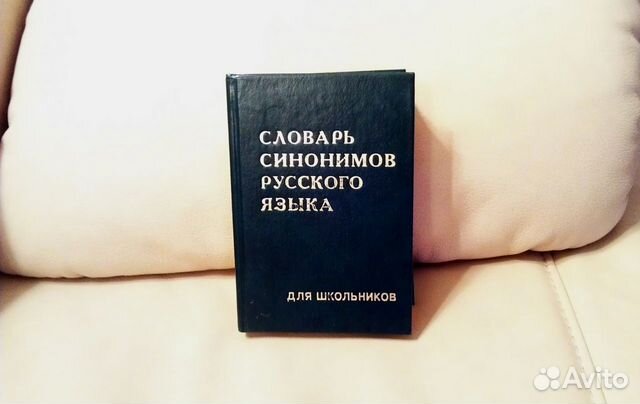 СЛОВАРЬ
СИНОНИМОВ
РУССКОГО
ЯЗЫКА
ДЛЯ ШКОЛЬНИКОВ
Avito